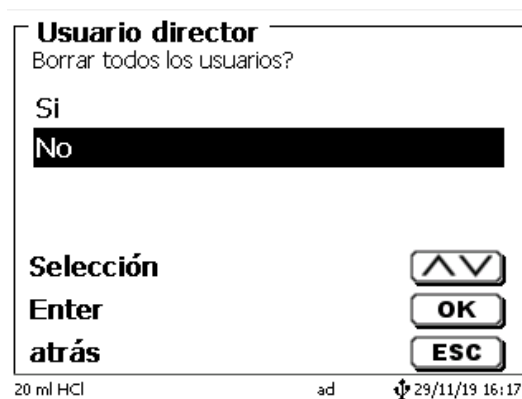 Usuario director
Borrar todos los usuarios?
Si
No
Selección
Enter OK
atrás ESC
20 ml HCl ad 29/11/19 16:17